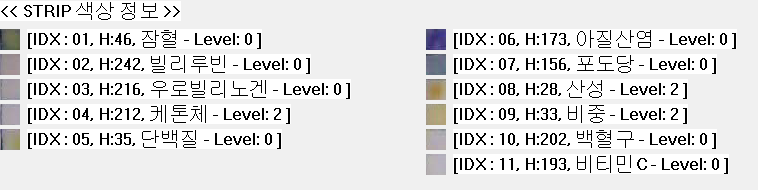 << STRIP 색상 정보 >>
[IDX : 01, H:46, 잠혈 - Level: 0 ]
[IDX : 02, H:242, 빌리루빈 - Level: 0 ]
[IDX : 03, H:216, 우로빌리노겐 - Level: 0 ]
[IDX : 04, H:212, 케톤체 - Level: 2 ]
[IDX : 05, H:35, 단백질 - Level: 0 ]
[IDX : 06, H:173, 아질산염 - Level: 0 ]
[IDX : 07, H:156, 포도당 - Level: 0 ]
[IDX : 08, H:28, 산성 - Level: 2 ]
[IDX : 09, H:33, 비중 - Level: 2 ]
[IDX : 10, H:202, 백혈구 - Level: 0 ]
[IDX : 11, H:193, 비티민 C - Level: 0 ]